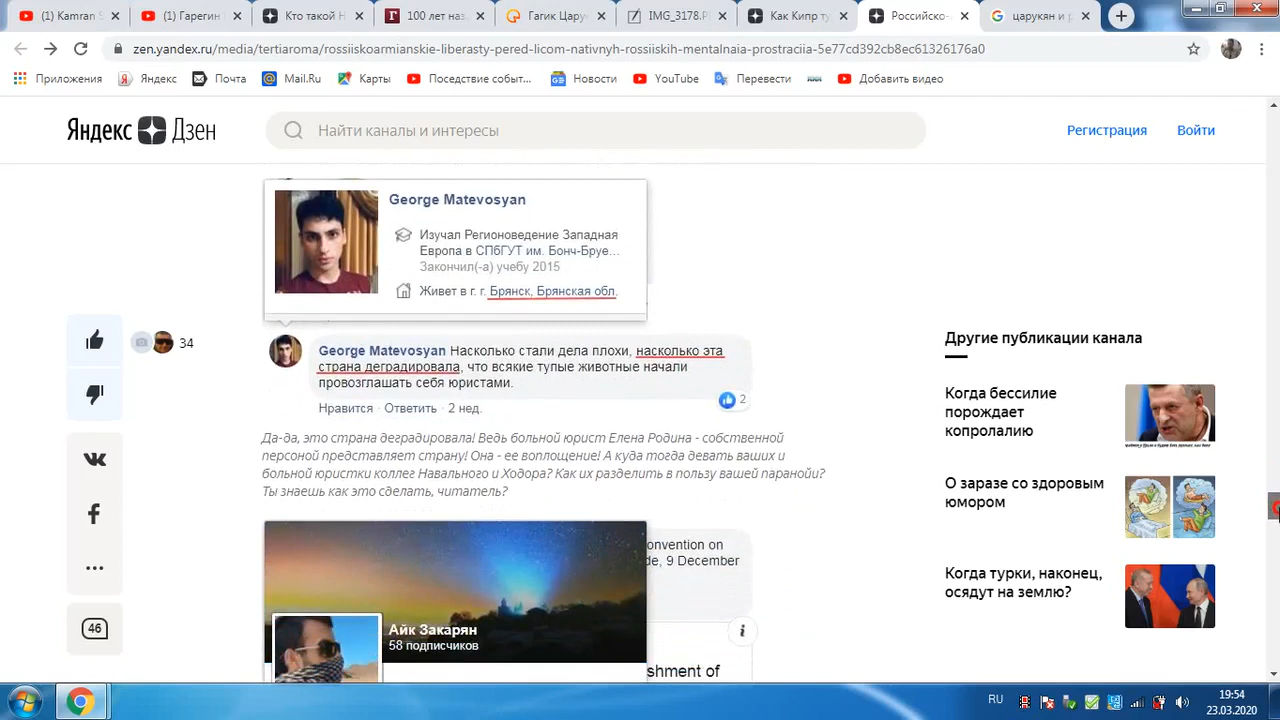 (1) Kamran S
(1) Гарегин
Кто такой Н
100 лет наз
Гагик Цару
IMG_3178.
Как Кипр ту
Российско-
царукян и р
zen.yandex.ru/media/tertiaroma/rossiiskoarmianskie-liberasty-pered-licom-nativnyh-rossiiskih-mentalnaia-prostraciia-5e77cd392cb8ec61326176a0
Приложения
Яндекс
Почта
Mail.Ru
Карты
Поседствие событ...
Новости
YouTube
Перевести
Добавить видео
Яндекс Дзен
Найти каналы и интересы
Регистрация
Войти
George Matevosyan
Изучал Регионоведение Западная
Европа в СПбГУТ им. Бонч-Бруе...
Закончил(-а) учебу 2015
Живет в г. г. Брянск, Брянская обл.
34
George Matevosyan Насколько стали дела плохи, насколько эта
страна деградировала, что всякие тупые животные начали
провозглашать себя юристами.
Нравится · Ответить · 2 нед.
2
Да-да, это страна деградировала! Ведь больной юрист Елена Родина - собственной
персоной представляет страну! Она - ее воплощение! А куда тогда девать ваших и
больной юристки коллег Навального и Ходора? Как их разделить в пользу вашей паранойи?
Ты знаешь как это сделать, читатель?
onvention on
de, 9 December
Айк Закарян
58 подписчиков
shment of
46
Другие публикации канала
Когда бессилие
порождает
копролалию
О заразе со здоровым
юмором
Когда турки, наконец,
осядут на землю?
RU
19:54
23.03.2020